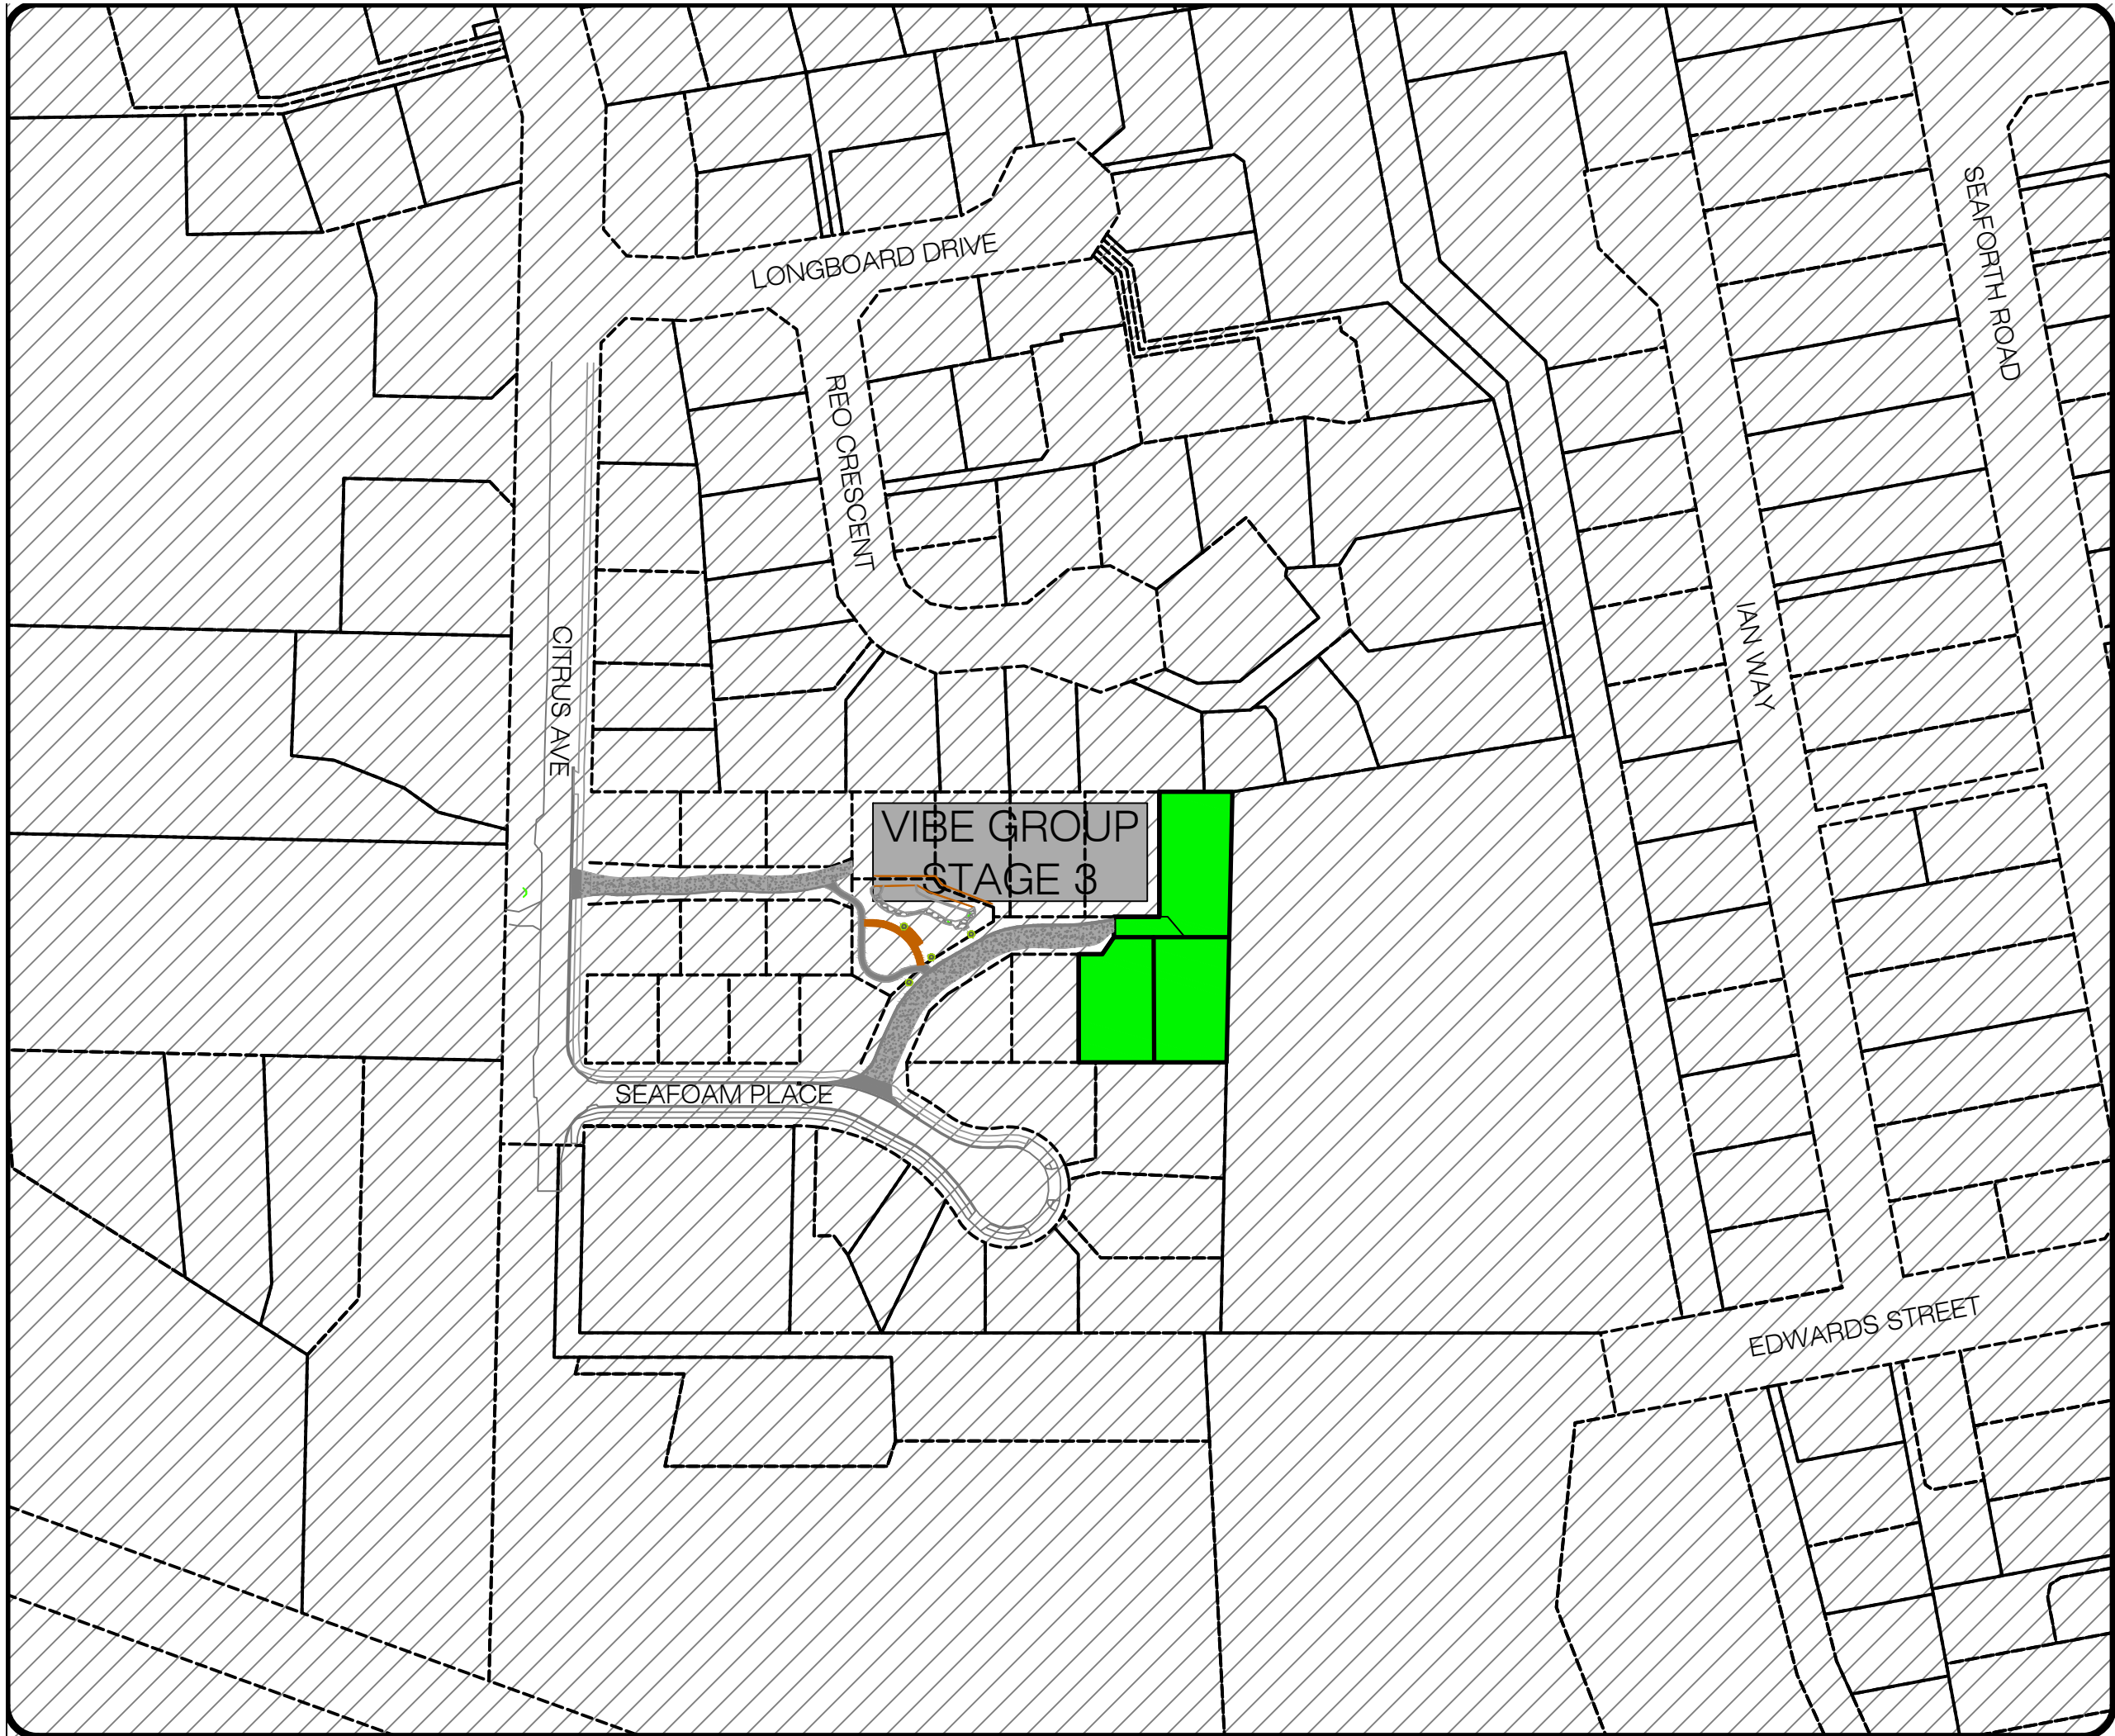 SEAFORTH ROAD
LONGBOARD DRIVE
REO CRESCENT
CITRUS AVE
IAN WAY
VIBE GROUP
STAGE 3
SEAFOAM PLACE
EDWARDS STREET